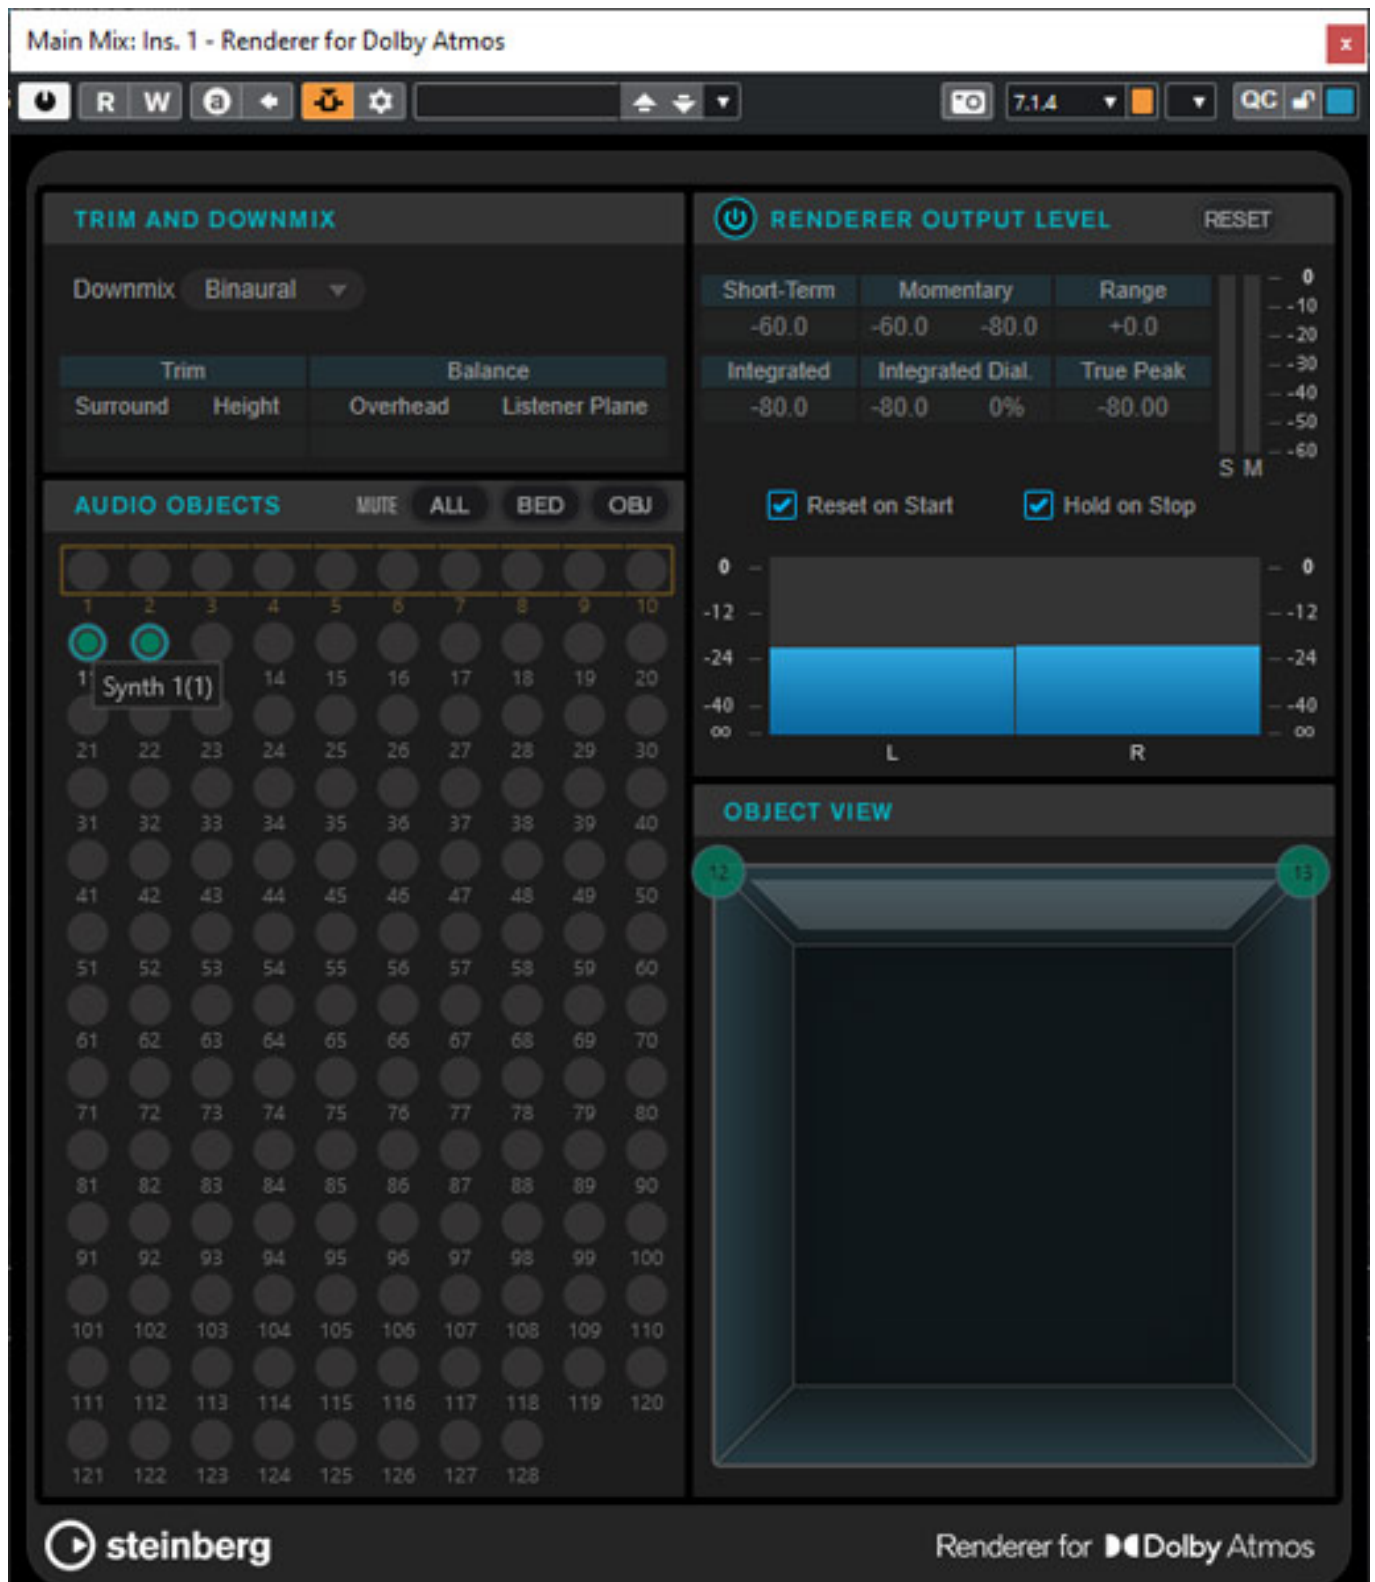 Main Mix: Ins. 1 - Renderer for Dolby Atmos
R W a 7.1.4 QC
TRIM AND DOWNMIX
Downmix Binaural
Trim Balance
Surround Height Overhead Listener Plane
RENDERER OUTPUT LEVEL RESET
Short-Term Momentary Range
-60.0 -60.0 -80.0 +0.0
Integrated Integrated Dial. True Peak
-80.0 -80.0 0% -80.00
0
-10
-20
-30
-40
-50
-60
S M
Reset on Start Hold on Stop
0 0
-12 -12
-24 -24
-40 -40
∞ ∞
L R
AUDIO OBJECTS MUTE ALL BED OBJ
1 2 3 4 5 6 7 8 9 10
Synth 1(1) 14 15 16 17 18 19 20
21 22 23 24 25 26 27 28 29 30
31 32 33 34 35 36 37 38 39 40
41 42 43 44 45 46 47 48 49 50
51 52 53 54 55 56 57 58 59 60
61 62 63 64 65 66 67 68 69 70
71 72 73 74 75 76 77 78 79 80
81 82 83 84 85 86 87 88 89 90
91 92 93 94 95 96 97 98 99 100
101 102 103 104 105 106 107 108 109 110
111 112 113 114 115 116 117 118 119 120
121 122 123 124 125 126 127 128
OBJECT VIEW
12 13
steinberg
Renderer for Dolby Atmos